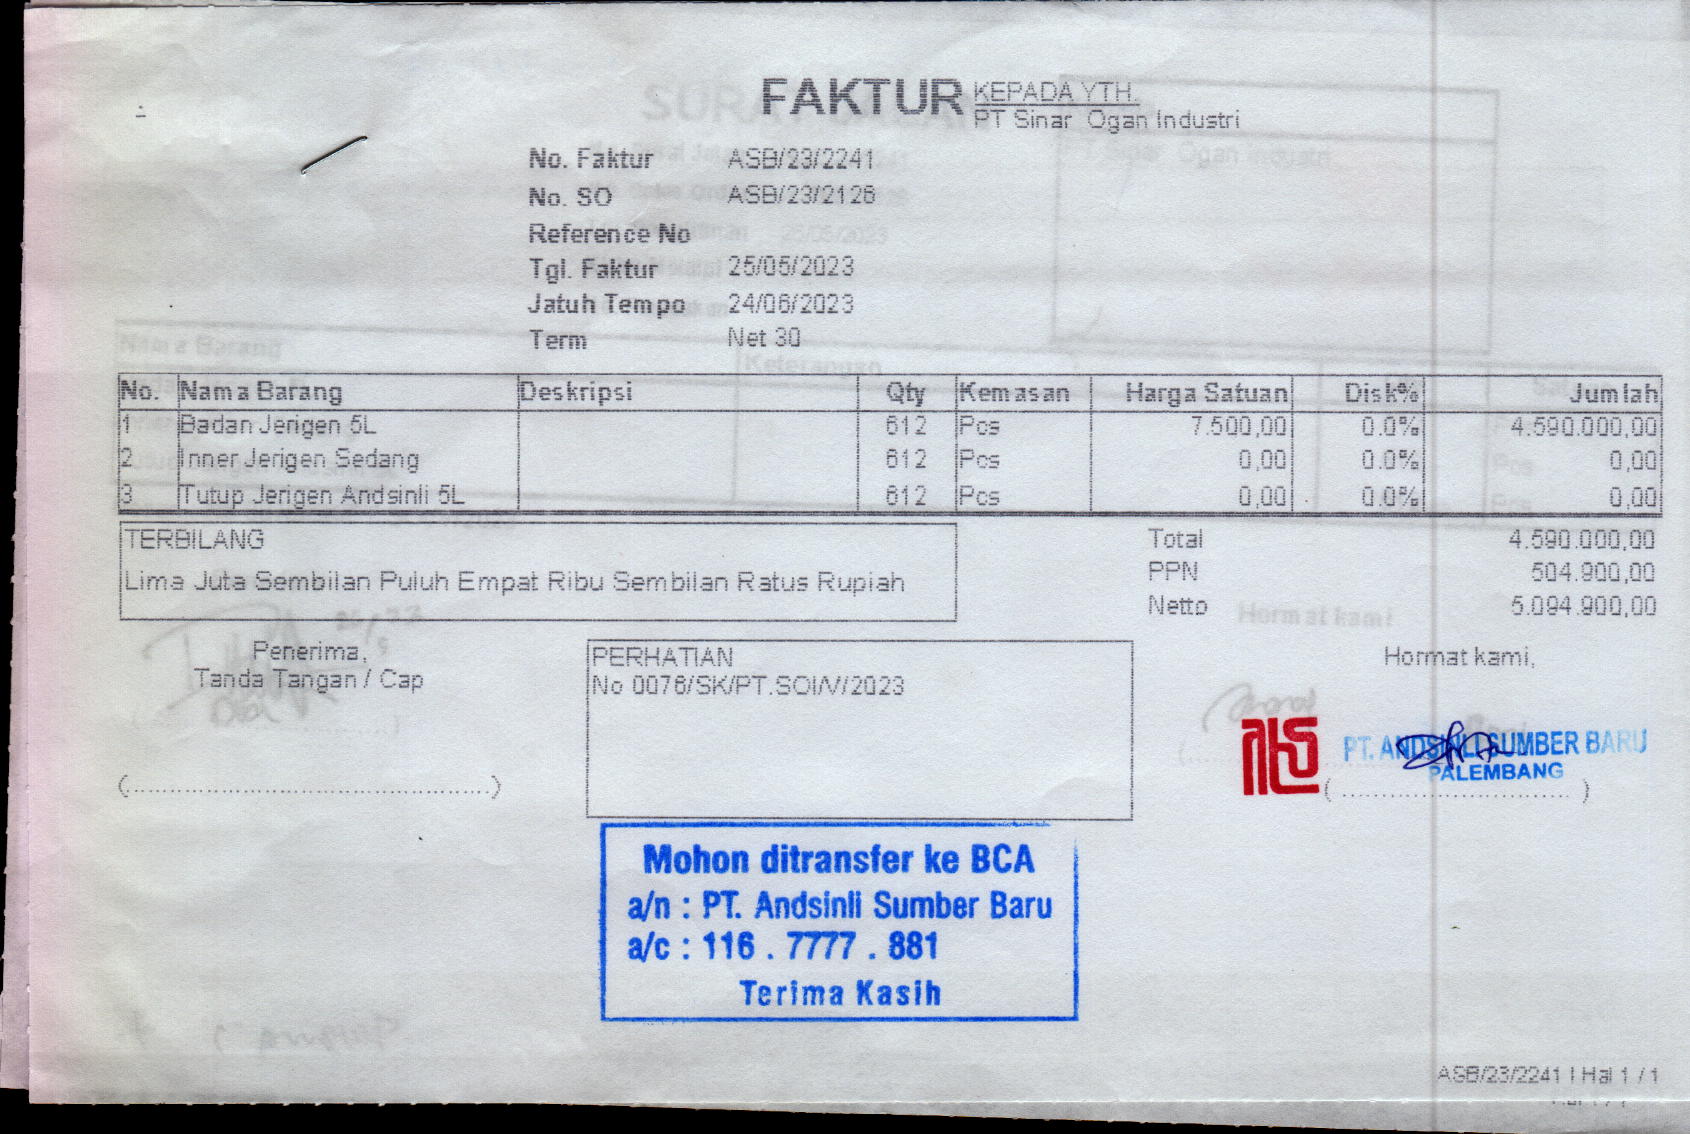 FAKTUR
KEPADA YTH.
PT Sinar Ogan Industri
No. Faktur ASB/23/2241
No. SO ASB/23/2126
Reference No
Tgl. Faktur 25/05/2023
Jatuh Tempo 24/06/2023
Term Net 30
No. Nama Barang Deskripsi Qty Kemasan Harga Satuan Disk% Jumlah
1 Badan Jerigen 5L 612 Pcs 7.500,00 0.0% 4.590.000,00
2 Inner Jerigen Sedang 612 Pcs 0,00 0.0% 0,00
3 Tutup Jerigen Andsinli 5L 612 Pcs 0,00 0.0% 0,00
TERBILANG
Lima Juta Sembilan Puluh Empat Ribu Sembilan Ratus Rupiah
Total 4.590.000,00
PPN 504.900,00
Netto 5.094.900,00
Penerima,
Tanda Tangan / Cap
PERHATIAN
No 0076/SK/PT.SOI/V/2023
Hormat kami,
PT. ANDSINLI SUMBER BARU
PALEMBANG
Mohon ditransfer ke BCA
a/n : PT. Andsinli Sumber Baru
a/c : 116 . 7777 . 881
Terima Kasih
ASB/23/2241 | Hal 1 / 1